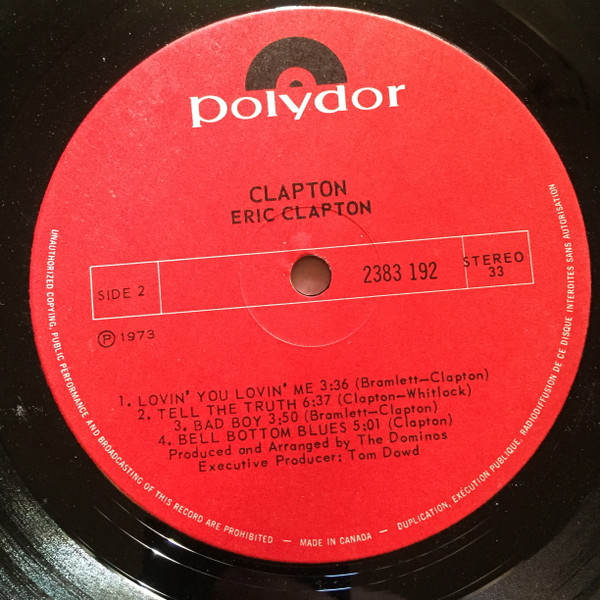 polydor
CLAPTON
ERIC CLAPTON
SIDE 2
2383 192
STEREO
33
℗ 1973
1. LOVIN' YOU LOVIN' ME 3:36 (Bramlett—Clapton)
2. TELL THE TRUTH 6:37 (Clapton—Whitlock)
3. BAD BOY 3:50 (Bramlett—Clapton)
4. BELL BOTTOM BLUES 5:01 (Clapton)
Produced and Arranged by The Dominos
Executive Producer: Tom Dowd
UNAUTHORIZED COPYING, PUBLIC PERFORMANCE AND BROADCASTING OF THIS RECORD ARE PROHIBITED — MADE IN CANADA — DUPLICATION, EXÉCUTION PUBLIQUE, RADIODIFFUSION DE CE DISQUE INTERDITES SANS AUTORISATION